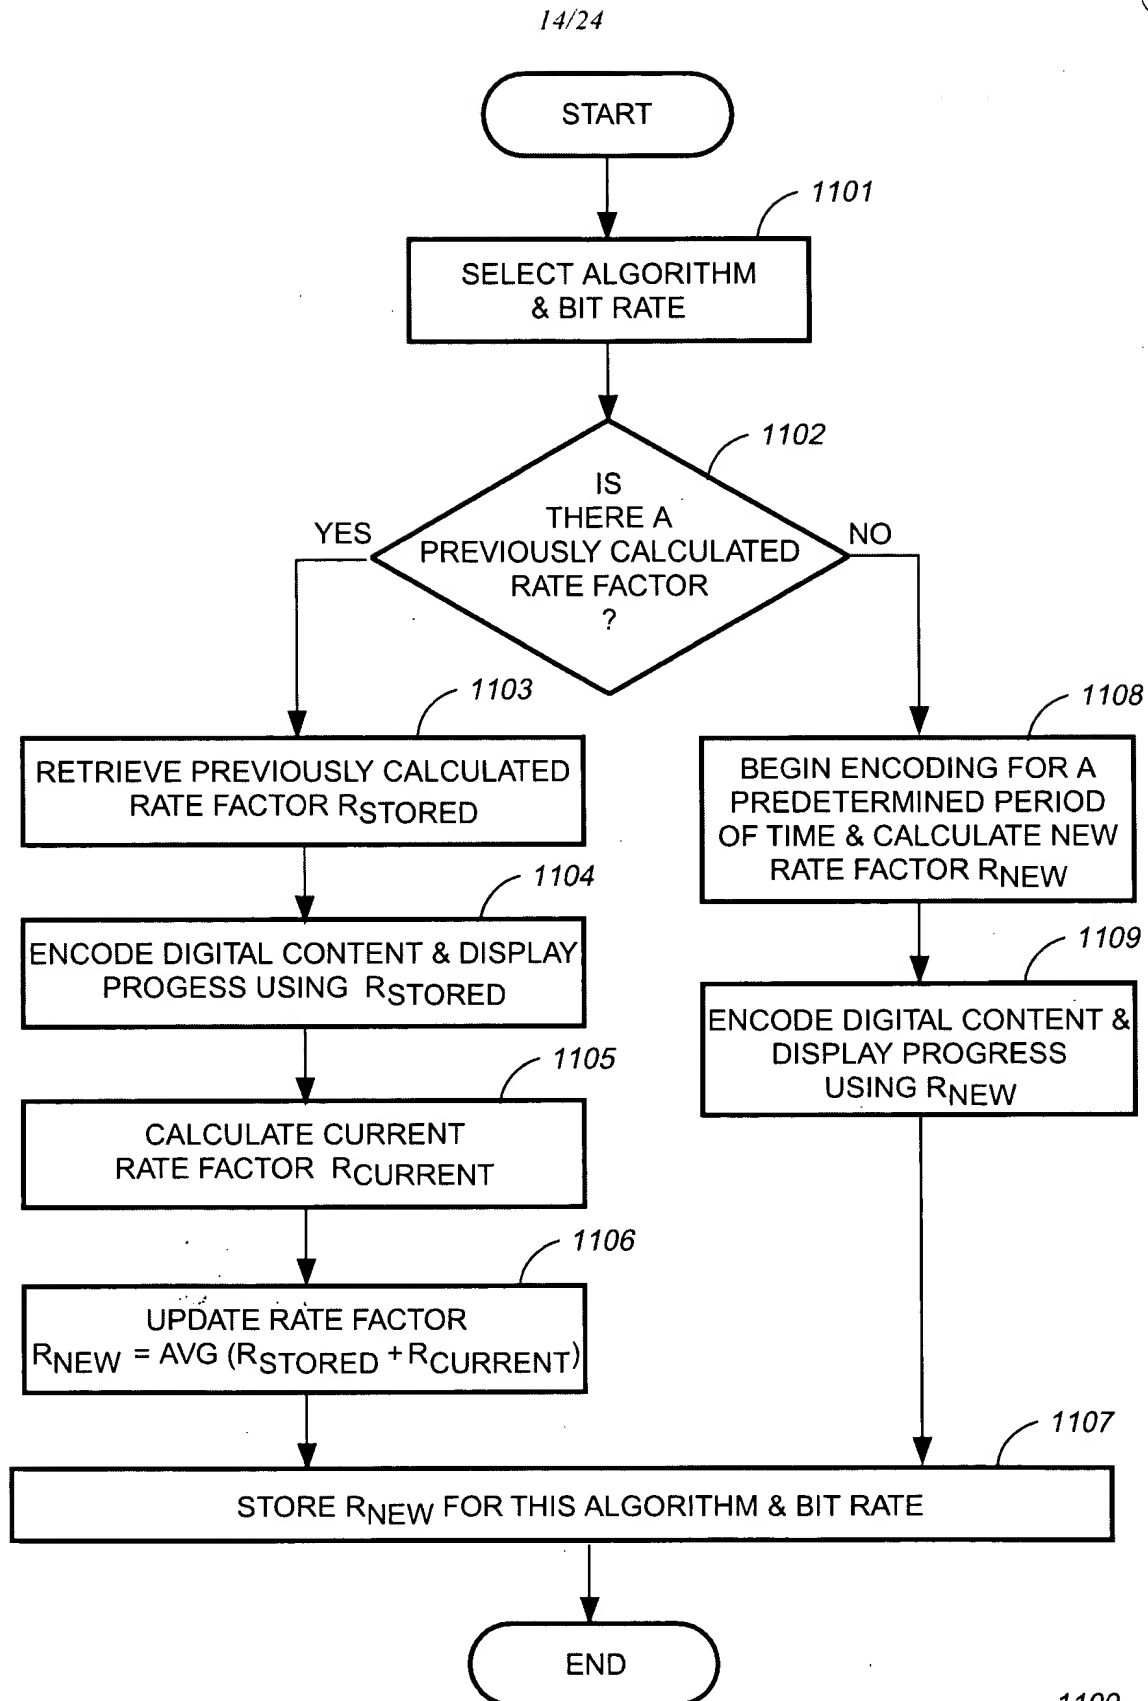 14/24
START
1101
SELECT ALGORITHM
& BIT RATE
1102
IS
THERE A
PREVIOUSLY CALCULATED
RATE FACTOR
?
YES
NO
1103
RETRIEVE PREVIOUSLY CALCULATED
RATE FACTOR RSTORED
1104
ENCODE DIGITAL CONTENT & DISPLAY
PROGESS USING RSTORED
1105
CALCULATE CURRENT
RATE FACTOR RCURRENT
1106
UPDATE RATE FACTOR
RNEW = AVG (RSTORED + RCURRENT)
1108
BEGIN ENCODING FOR A
PREDETERMINED PERIOD
OF TIME & CALCULATE NEW
RATE FACTOR RNEW
1109
ENCODE DIGITAL CONTENT &
DISPLAY PROGRESS
USING RNEW
1107
STORE RNEW FOR THIS ALGORITHM & BIT RATE
END